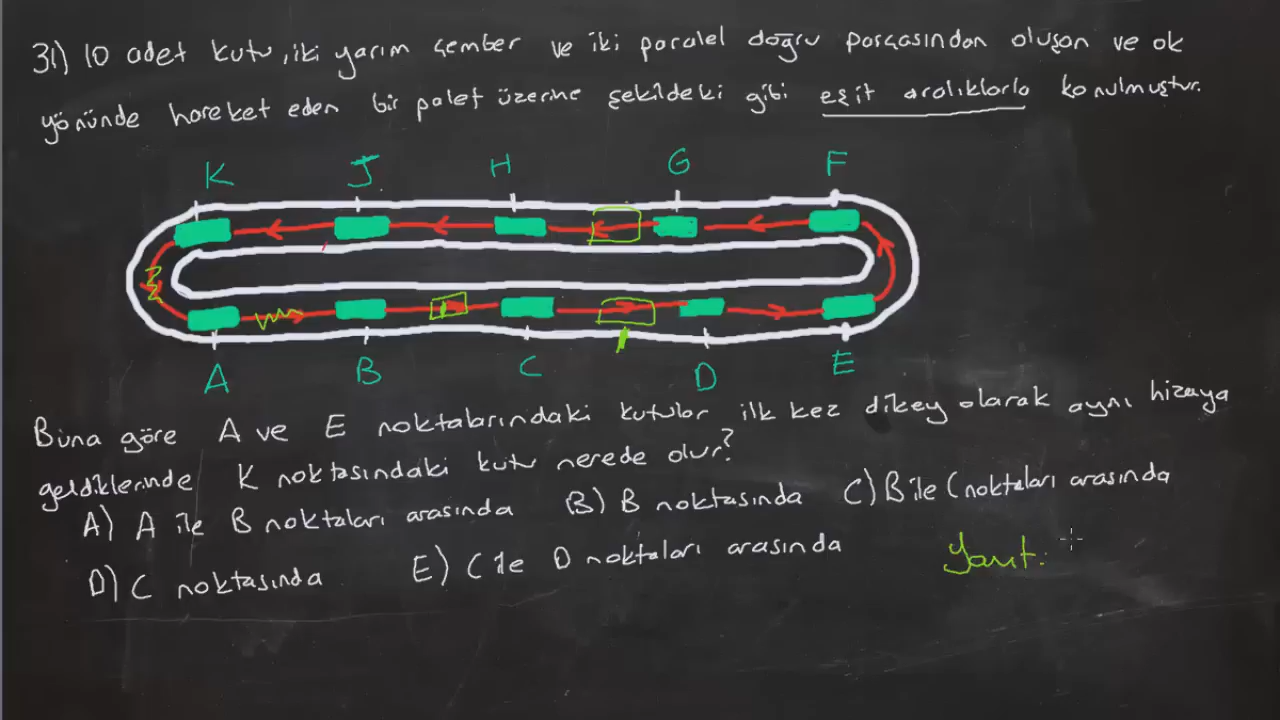 31) 10 adet kutu, iki yarım çember ve iki paralel doğru parçasından oluşan ve ok
yönünde hareket eden bir palet üzerine şekildeki gibi eşit aralıklarla konulmuştur.
K J H G F
A B C D E
Buna göre A ve E noktalarındaki kutular ilk kez dikey olarak aynı hizaya
geldiklerinde K noktasındaki kutu nerede olur?
A) A ile B noktaları arasında B) B noktasında C) B ile C noktaları arasında
D) C noktasında E) C ile D noktaları arasında
Yanıt: